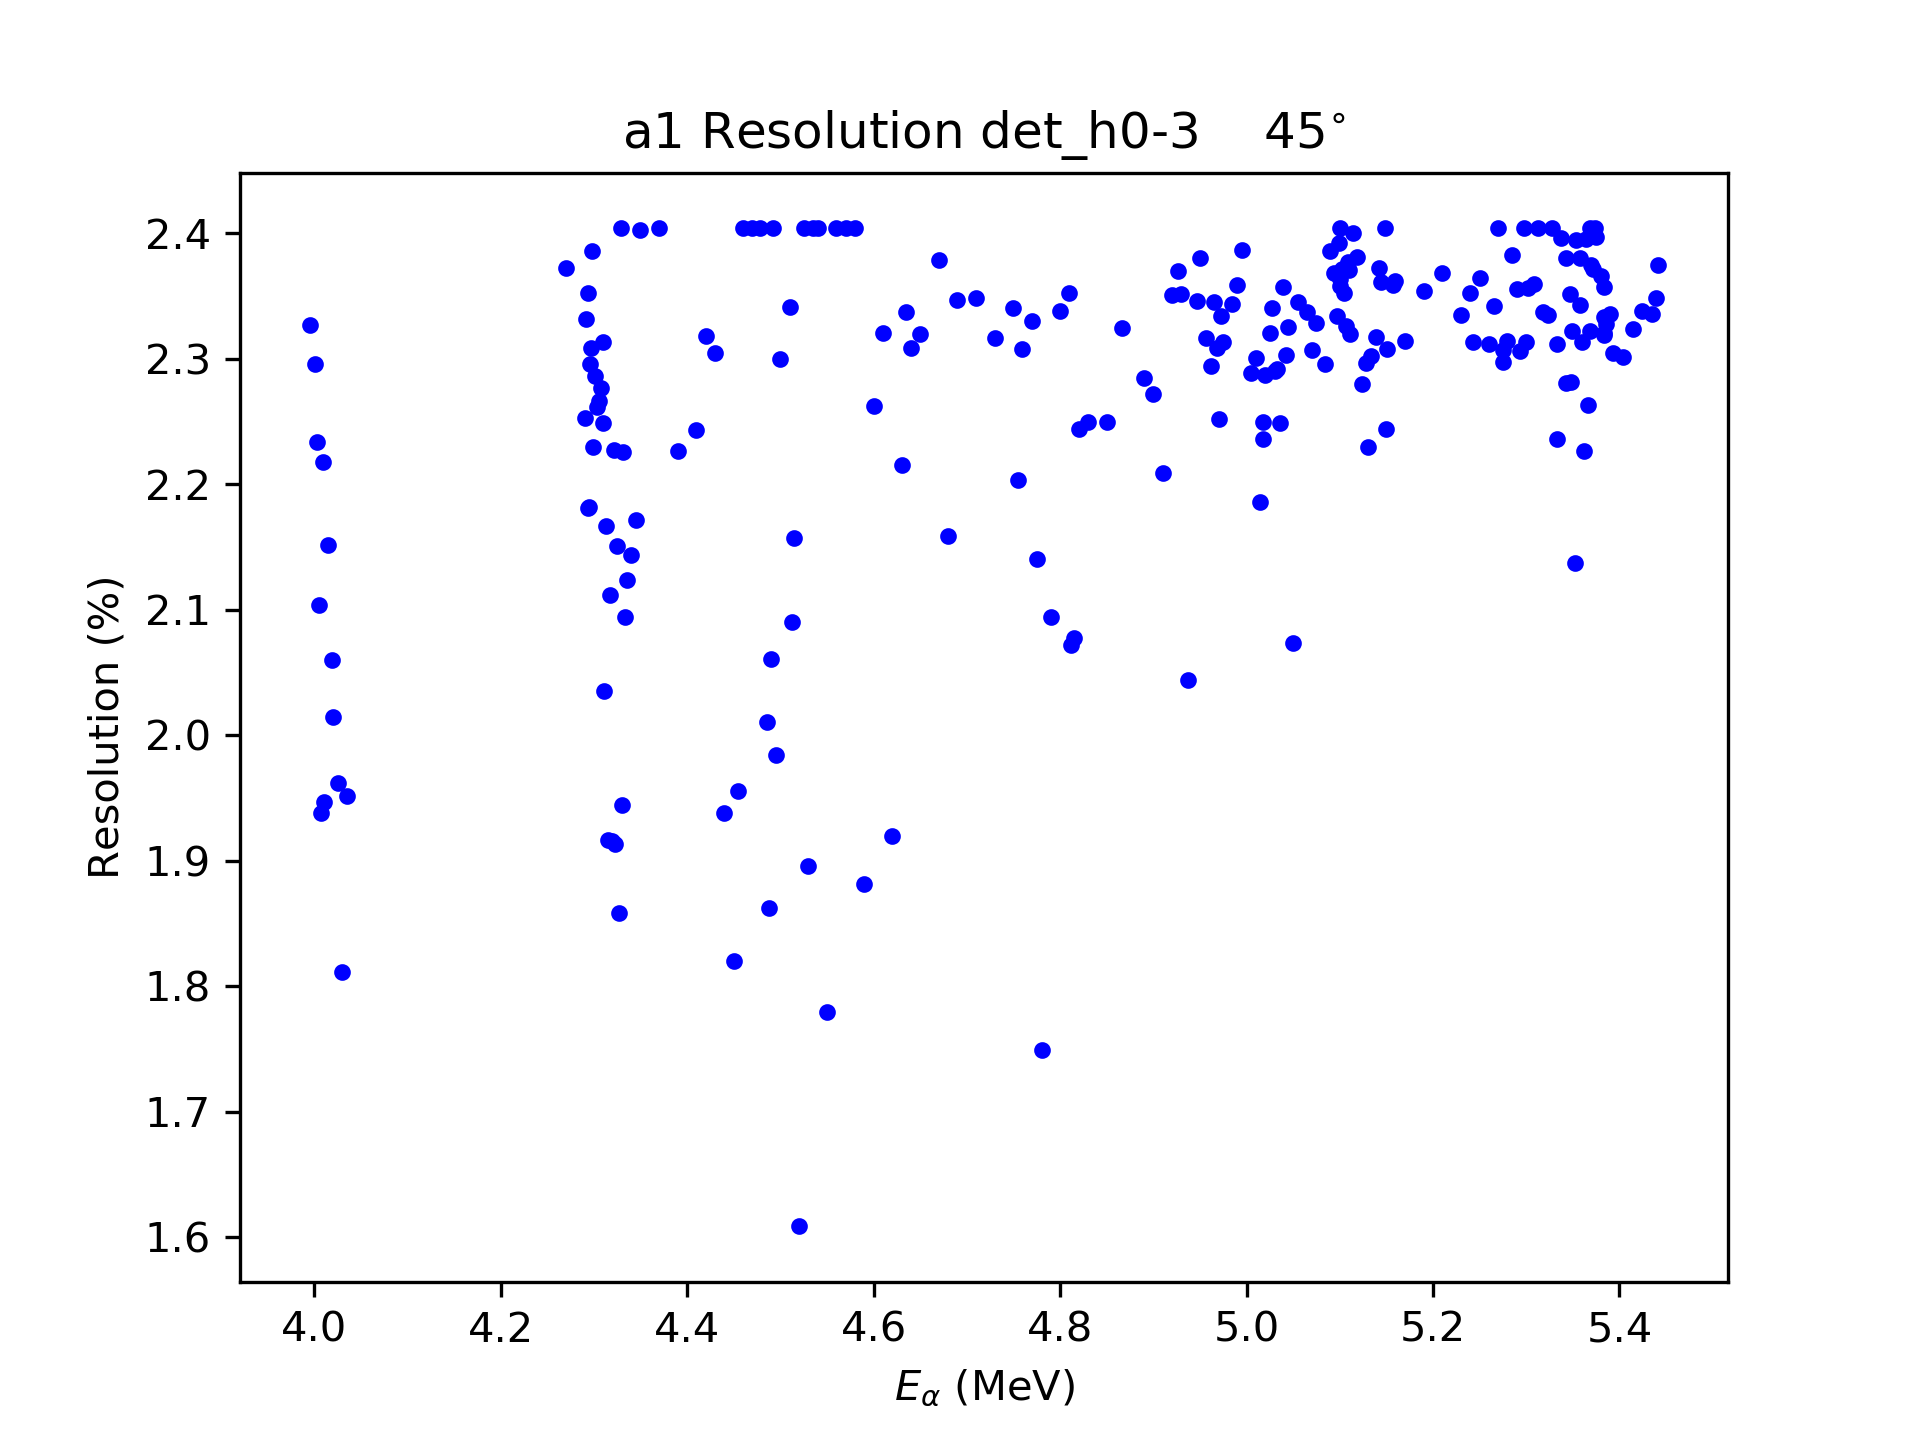 a1 Resolution det_h0-3 45°
Resolution (%)
2.4
2.3
2.2
2.1
2.0
1.9
1.8
1.7
1.6
4.0 4.2 4.4 4.6 4.8 5.0 5.2 5.4
Eα (MeV)